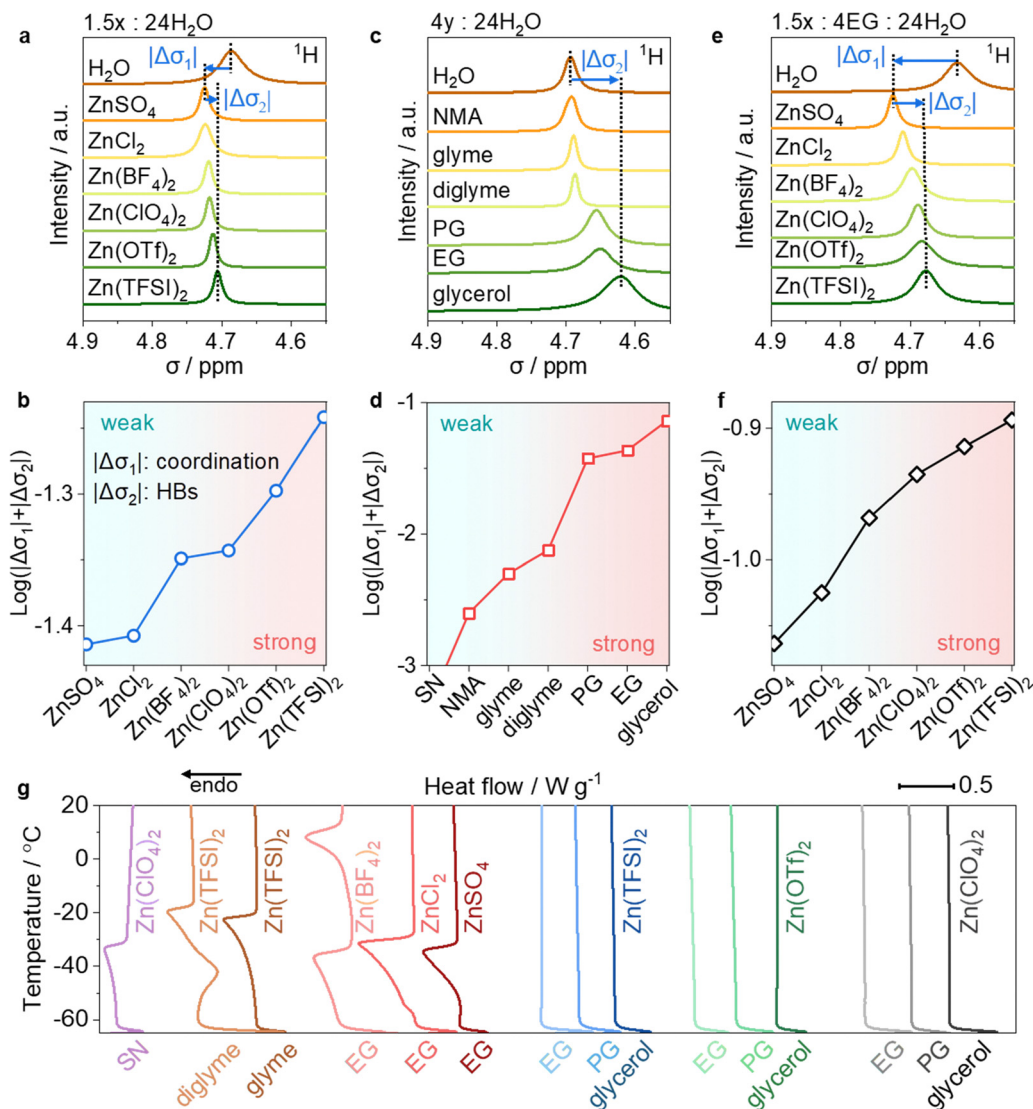 a 1.5x : 24H₂O
Intensity / a.u.
¹H
|Δσ₁|
|Δσ₂|
H₂O
ZnSO₄
ZnCl₂
Zn(BF₄)₂
Zn(ClO₄)₂
Zn(OTf)₂
Zn(TFSI)₂
4.9 4.8 4.7 4.6
σ / ppm
c 4y : 24H₂O
Intensity / a.u.
¹H
|Δσ₂|
H₂O
NMA
glyme
diglyme
PG
EG
glycerol
4.9 4.8 4.7 4.6
σ / ppm
e 1.5x : 4EG : 24H₂O
Intensity / a.u.
¹H
|Δσ₁|
|Δσ₂|
H₂O
ZnSO₄
ZnCl₂
Zn(BF₄)₂
Zn(ClO₄)₂
Zn(OTf)₂
Zn(TFSI)₂
4.9 4.8 4.7 4.6
σ/ ppm
b
Log(|Δσ₁|+|Δσ₂|)
weak
|Δσ₁|: coordination
|Δσ₂|: HBs
strong
-1.3
-1.4
ZnSO₄
ZnCl₂
Zn(BF₄)₂
Zn(ClO₄)₂
Zn(OTf)₂
Zn(TFSI)₂
d
Log(|Δσ₁|+|Δσ₂|)
weak
strong
-1
-2
-3
SN
NMA
glyme
diglyme
PG
EG
glycerol
f
Log(|Δσ₁|+|Δσ₂|)
weak
strong
-0.9
-1.0
ZnSO₄
ZnCl₂
Zn(BF₄)₂
Zn(ClO₄)₂
Zn(OTf)₂
Zn(TFSI)₂
g
endo
Heat flow / W g⁻¹
0.5
Temperature / °C
20
0
-20
-40
-60
Zn(ClO₄)₂
Zn(TFSI)₂
Zn(TFSI)₂
Zn(BF₄)₂
ZnCl₂
ZnSO₄
Zn(TFSI)₂
Zn(OTf)₂
Zn(ClO₄)₂
SN
diglyme
glyme
EG
EG
EG
EG
PG
glycerol
EG
PG
glycerol
EG
PG
glycerol